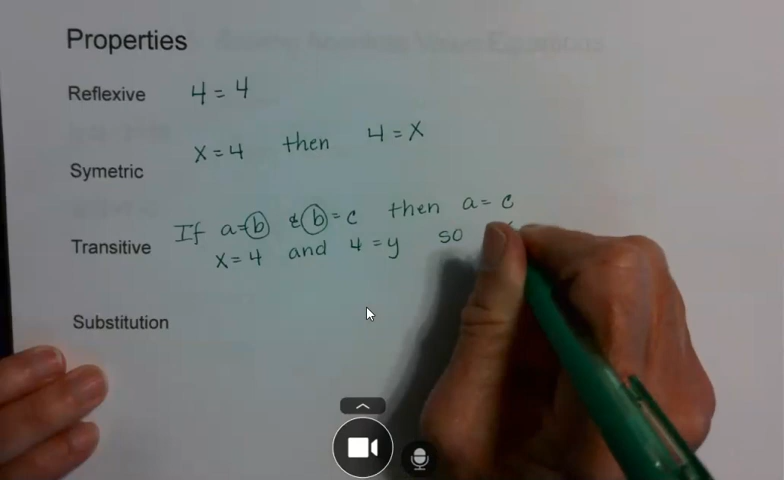 Properties
Reflexive 4 = 4
Symetric x = 4 then 4 = x
If a = b & b = c then a = c
Transitive x = 4 and 4 = y so
Substitution